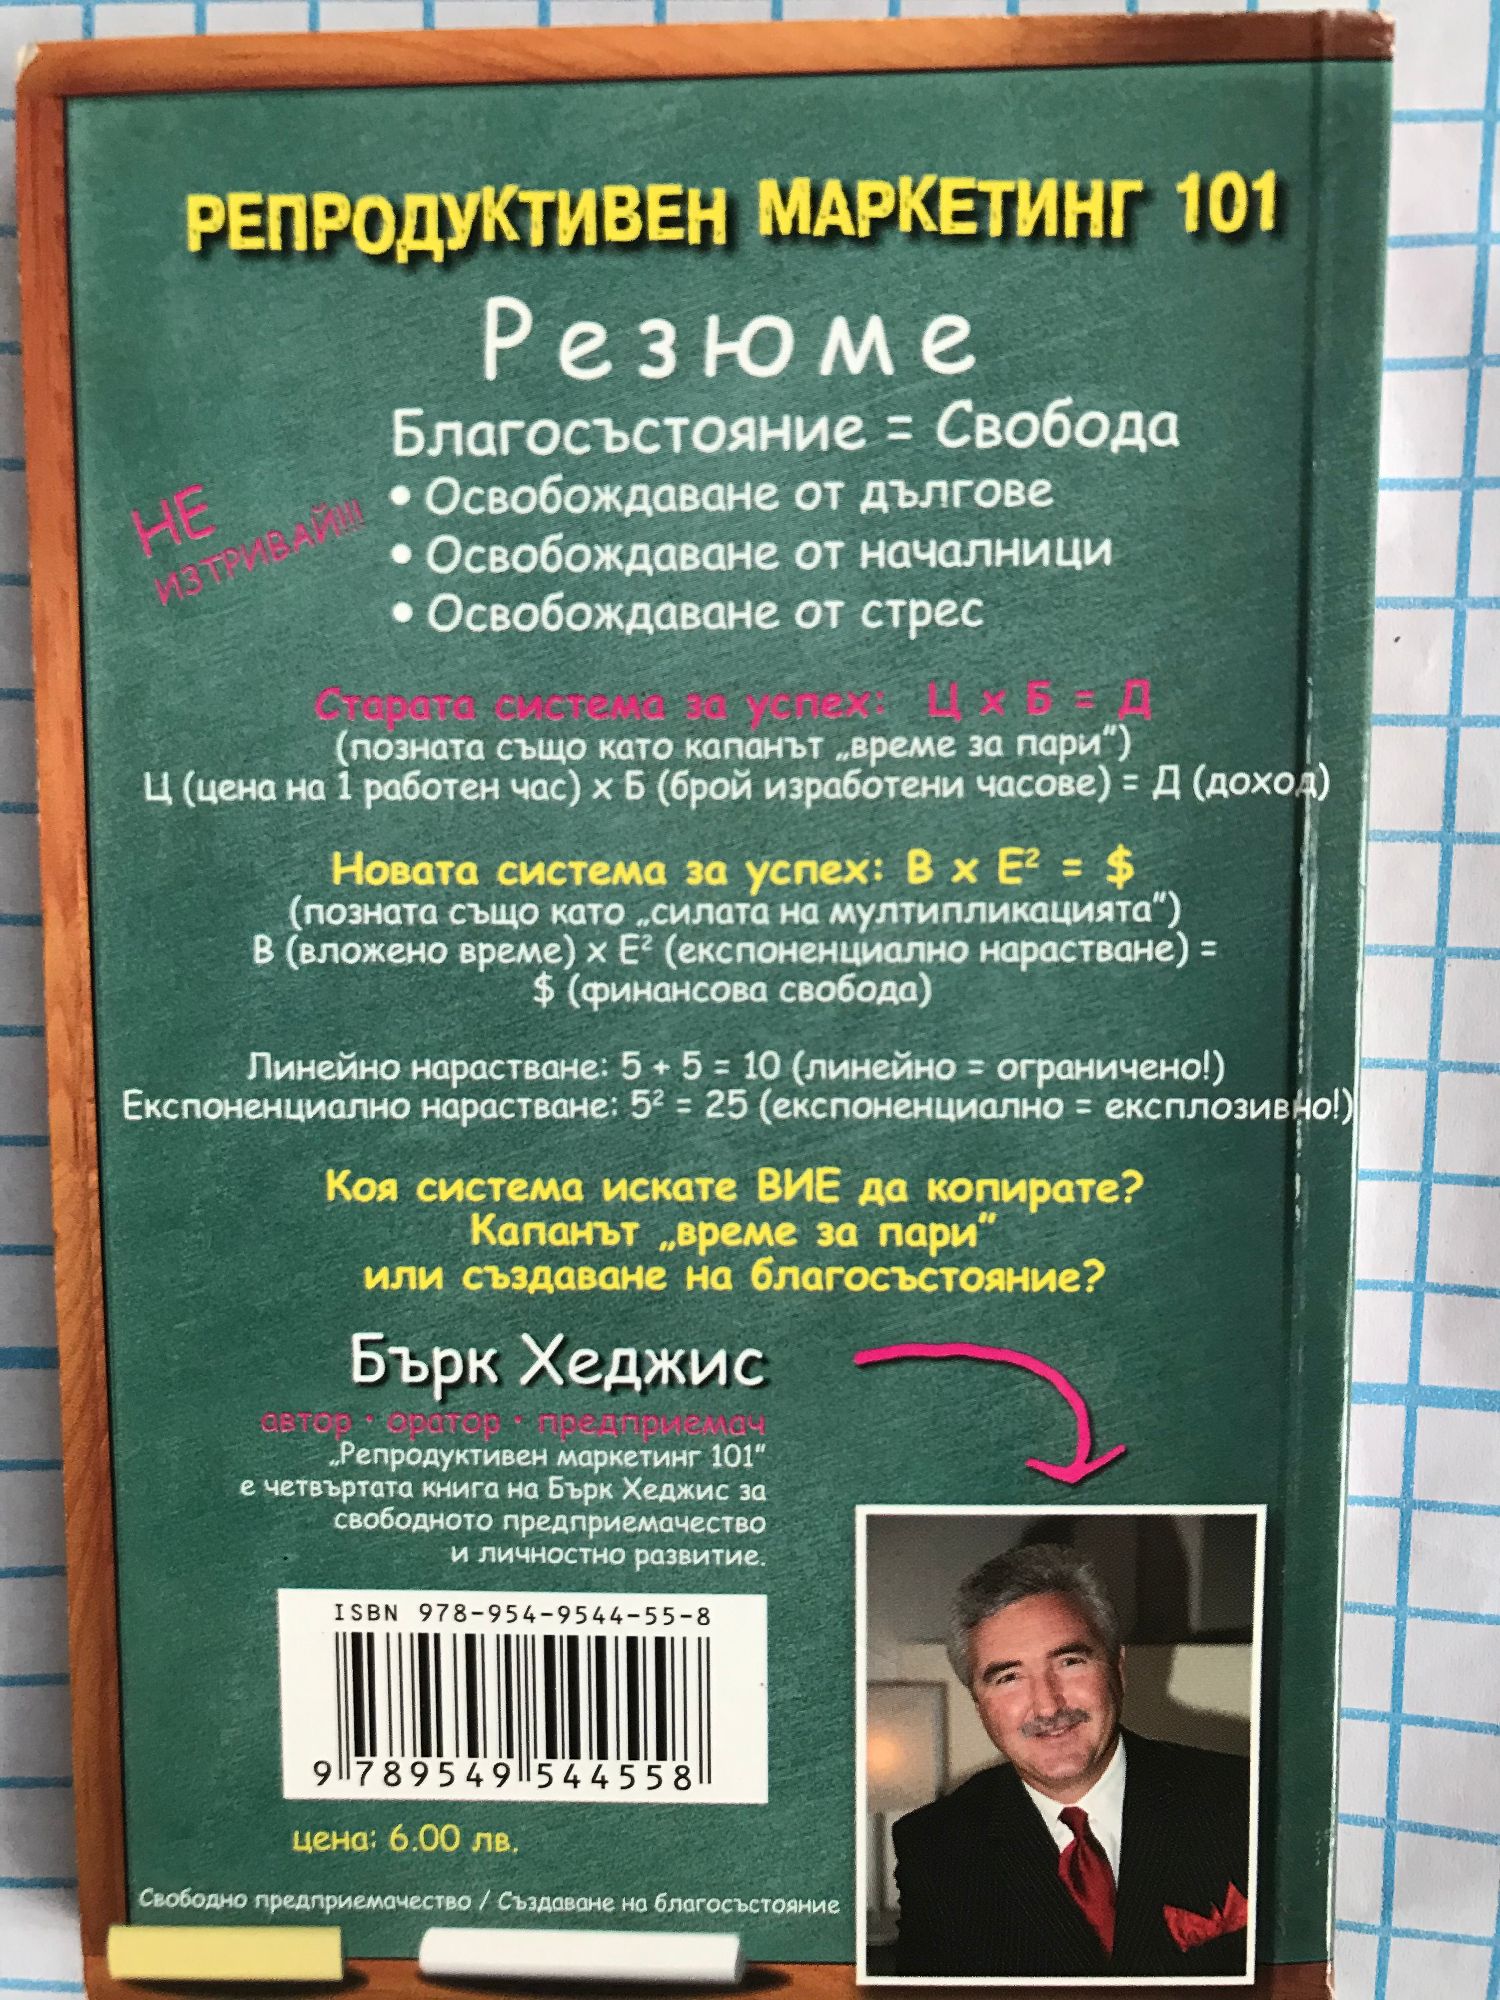 РЕПРОДУКТИВЕН МАРКЕТИНГ 101
Резюме
Благосъстояние = Свобода
• Освобождаване от дългове
• Освобождаване от началници
• Освобождаване от стрес
НЕ
ИЗТРИВАЙ!!!
Старата система за успех: Ц x Б = Д
(позната също като капанът „време за пари")
Ц (цена на 1 работен час) x Б (брой изработени часове) = Д (доход)
Новата система за успех: В x Е² = $
(позната също като „силата на мултипликацията")
В (вложено време) x Е² (експоненциално нарастване) =
$ (финансова свобода)
Линейно нарастване: 5 + 5 = 10 (линейно = ограничено!)
Експоненциално нарастване: 5² = 25 (експоненциално = експлозивно!)
Коя система искате ВИЕ да копирате?
Капанът „време за пари"
или създаване на благосъстояние?
Бърк Хеджис
автор · оратор · предприемач
„Репродуктивен маркетинг 101"
е четвъртата книга на Бърк Хеджис за
свободното предприемачество
и личностно развитие.
ISBN 978-954-9544-55-8
9 789549 544558
цена: 6.00 лв.
Свободно предприемачество / Създаване на благосъстояние